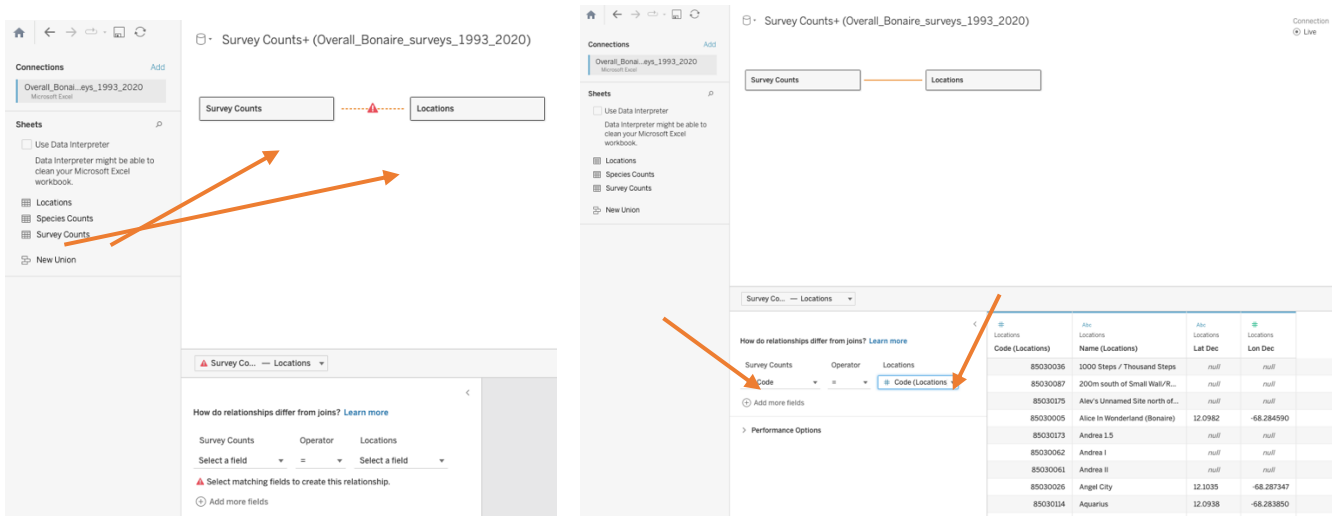 Survey Counts+ (Overall_Bonaire_surveys_1993_2020)
Connections
Add
Overall_Bonai...eys_1993_2020
Microsoft Excel
Sheets
Use Data Interpreter
Data Interpreter might be able to
clean your Microsoft Excel
workbook.
Locations
Species Counts
Survey Counts
New Union
Survey Counts
Locations
Survey Co... — Locations
How do relationships differ from joins? Learn more
Survey Counts Operator Locations
Select a field = Select a field
Select matching fields to create this relationship.
Add more fields
Survey Counts+ (Overall_Bonaire_surveys_1993_2020)
Connection
Live
Connections
Add
Overall_Bonai...eys_1993_2020
Microsoft Excel
Sheets
Use Data Interpreter
Data Interpreter might be able to
clean your Microsoft Excel
workbook.
Locations
Species Counts
Survey Counts
New Union
Survey Counts
Locations
Survey Co... — Locations
How do relationships differ from joins? Learn more
Survey Counts Operator Locations
Code = # Code (Locations
Add more fields
Performance Options
# Abc Abc #
Locations Locations Locations Locations
Code (Locations) Name (Locations) Lat Dec Lon Dec
85030036 1000 Steps / Thousand Steps null null
85030087 200m south of Small Wall/R... null null
85030175 Alev's Unnamed Site north of... null null
85030005 Alice In Wonderland (Bonaire) 12.0982 -68.284590
85030173 Andrea 1.5 null null
85030062 Andrea I null null
85030061 Andrea II null null
85030026 Angel City 12.1035 -68.287347
85030114 Aquarius 12.0938 -68.283850